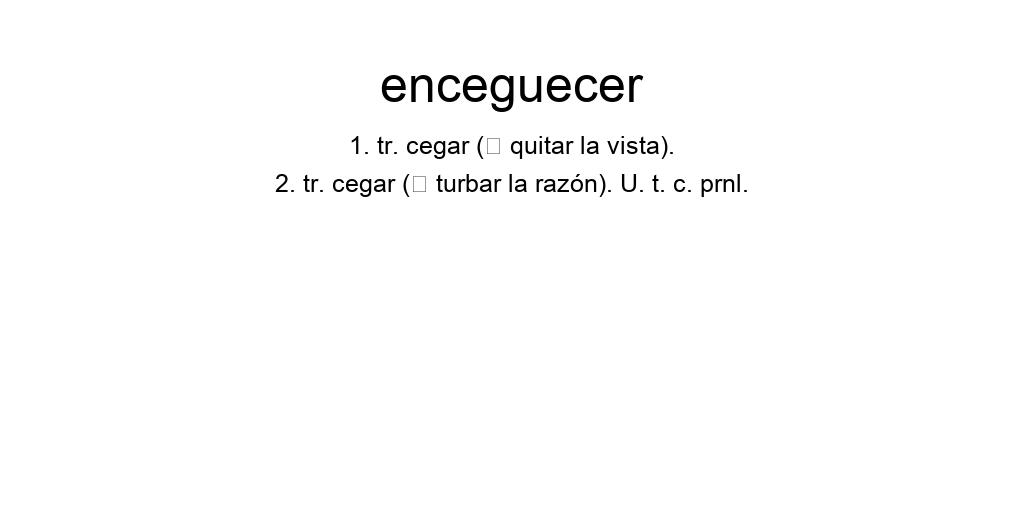 enceguecer
1. tr. cegar (□ quitar la vista).
2. tr. cegar (□ turbar la razón). U. t. c. prnl.